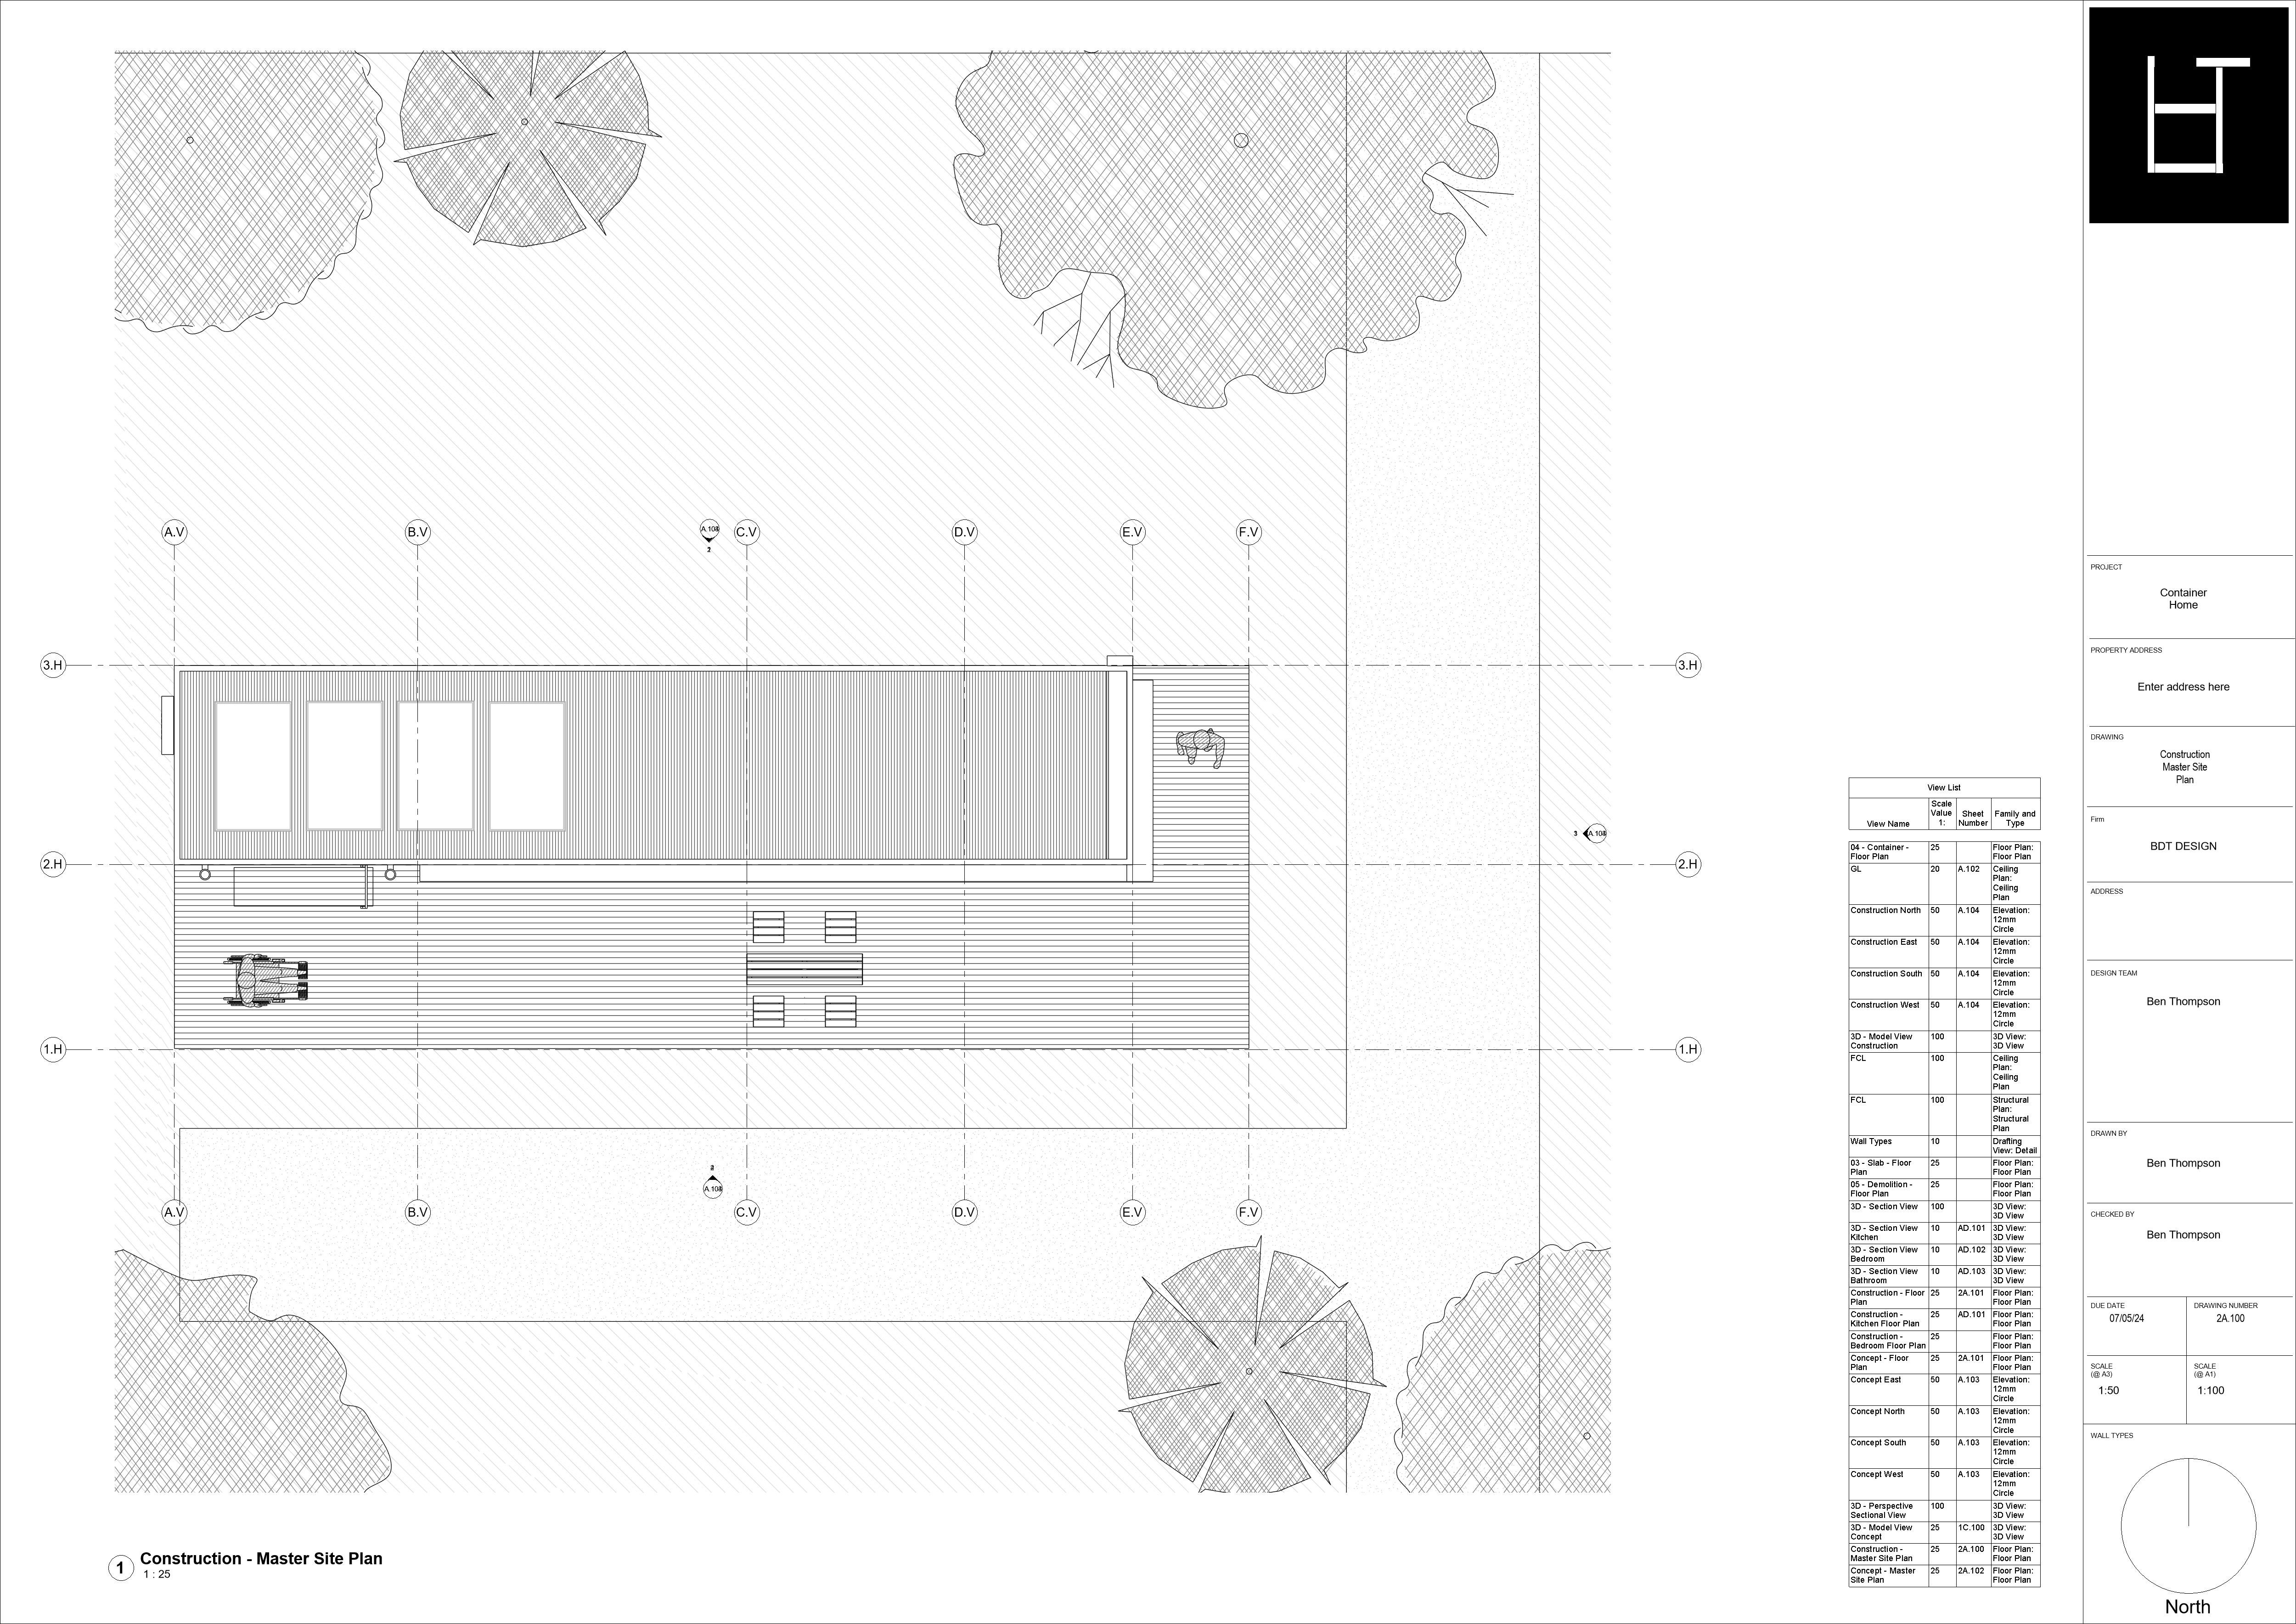 A.V
B.V
A.104
2
C.V
D.V
E.V
F.V
3.H
3.H
2.H
2.H
1.H
1.H
A.V
B.V
C.V
D.V
E.V
F.V
1
Construction - Master Site Plan
1 : 25
View List
View Name
Scale
Value
1:
Sheet
Number
Family and
Type
04 - Container -
Floor Plan
25
Floor Plan:
Floor Plan
GL
20
A.102
Ceiling
Plan:
Ceiling
Plan
Construction North
50
A.104
Elevation:
12mm
Circle
Construction East
50
A.104
Elevation:
12mm
Circle
Construction South
50
A.104
Elevation:
12mm
Circle
Construction West
50
A.104
Elevation:
12mm
Circle
3D - Model View
Construction
100
3D View:
3D View
FCL
100
Ceiling
Plan:
Ceiling
Plan
FCL
100
Structural
Plan:
Structural
Plan
Wall Types
10
Drafting
View: Detail
03 - Slab - Floor
Plan
25
Floor Plan:
Floor Plan
05 - Demolition -
Floor Plan
25
Floor Plan:
Floor Plan
3D - Section View
100
3D View:
3D View
3D - Section View
Kitchen
10
AD.101
3D View:
3D View
3D - Section View
Bedroom
10
AD.102
3D View:
3D View
3D - Section View
Bathroom
10
AD.103
3D View:
3D View
Construction - Floor
Plan
25
2A.101
Floor Plan:
Floor Plan
Construction -
Kitchen Floor Plan
25
AD.101
Floor Plan:
Floor Plan
Construction -
Bedroom Floor Plan
25
Floor Plan:
Floor Plan
Concept - Floor
Plan
25
2A.101
Floor Plan:
Floor Plan
Concept East
50
A.103
Elevation:
12mm
Circle
Concept North
50
A.103
Elevation:
12mm
Circle
Concept South
50
A.103
Elevation:
12mm
Circle
Concept West
50
A.103
Elevation:
12mm
Circle
3D - Perspective
Sectional View
100
3D View:
3D View
3D - Model View
Concept
25
1C.100
3D View:
3D View
Construction -
Master Site Plan
25
2A.100
Floor Plan:
Floor Plan
Concept - Master
Site Plan
25
2A.102
Floor Plan:
Floor Plan
PROJECT
Container
Home
PROPERTY ADDRESS
Enter address here
DRAWING
Construction
Master Site
Plan
Firm
BDT DESIGN
ADDRESS
DESIGN TEAM
Ben Thompson
DRAWN BY
Ben Thompson
CHECKED BY
Ben Thompson
DUE DATE
07/05/24
DRAWING NUMBER
2A.100
SCALE
(@ A3)
1:50
SCALE
(@ A1)
1:100
WALL TYPES
North